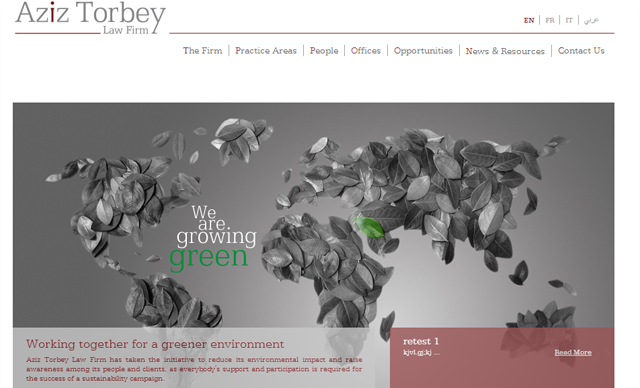 Aziz Torbey
Law Firm
EN | FR | IT | عربي
The Firm | Practice Areas | People | Offices | Opportunities | News & Resources | Contact Us
We
are
growing
green
Working together for a greener environment
Aziz Torbey Law Firm has taken the initiative to reduce its environmental impact and raise
awareness among its people and clients, as everybody's support and participation is required for
the success of a sustainability campaign.
retest 1
kjvl.gj;kj ...
Read More